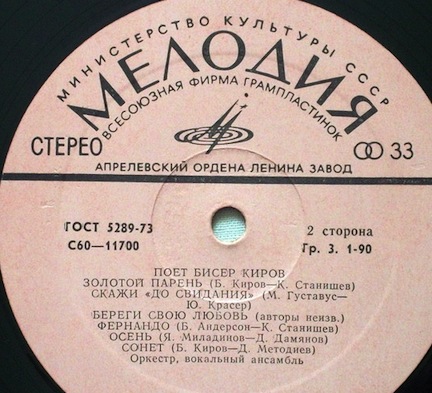 МИНИСТЕРСТВО КУЛЬТУРЫ СССР
МЕЛОДИЯ
ВСЕСОЮЗНАЯ ФИРМА ГРАМПЛАСТИНОК
СТЕРЕО
33
АПРЕЛЕВСКИЙ ОРДЕНА ЛЕНИНА ЗАВОД
ГОСТ 5289-73
С60—11700
2 сторона
Гр. 3. 1-90
ПОЕТ БИСЕР КИРОВ
ЗОЛОТОЙ ПАРЕНЬ (Б. Киров—К. Станишев)
СКАЖИ «ДО СВИДАНИЯ» (М. Густавус—
Ю. Красер)
БЕРЕГИ СВОЮ ЛЮБОВЬ (авторы неизв.)
ФЕРНАНДО (Б. Андерсон—К. Станишев)
ОСЕНЬ (Я. Миладинов—Д. Дамянов)
СОНЕТ (Б. Киров—Д. Методиев)
Оркестр, вокальный ансамбль